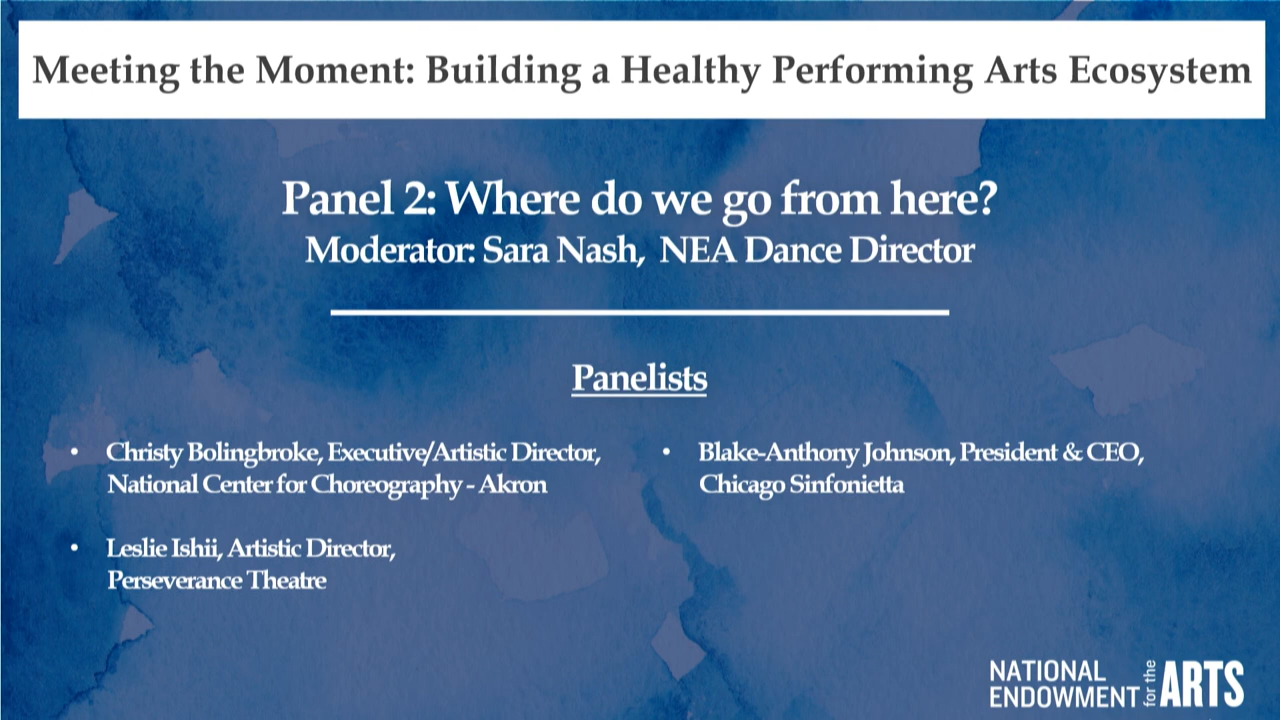 Meeting the Moment: Building a Healthy Performing Arts Ecosystem
Panel 2: Where do we go from here?
Moderator: Sara Nash, NEA Dance Director
Panelists
• Christy Bolingbroke, Executive/Artistic Director,
National Center for Choreography - Akron
• Leslie Ishii, Artistic Director,
Perseverance Theatre
• Blake-Anthony Johnson, President & CEO,
Chicago Sinfonietta
NATIONAL
ENDOWMENT
for the
ARTS